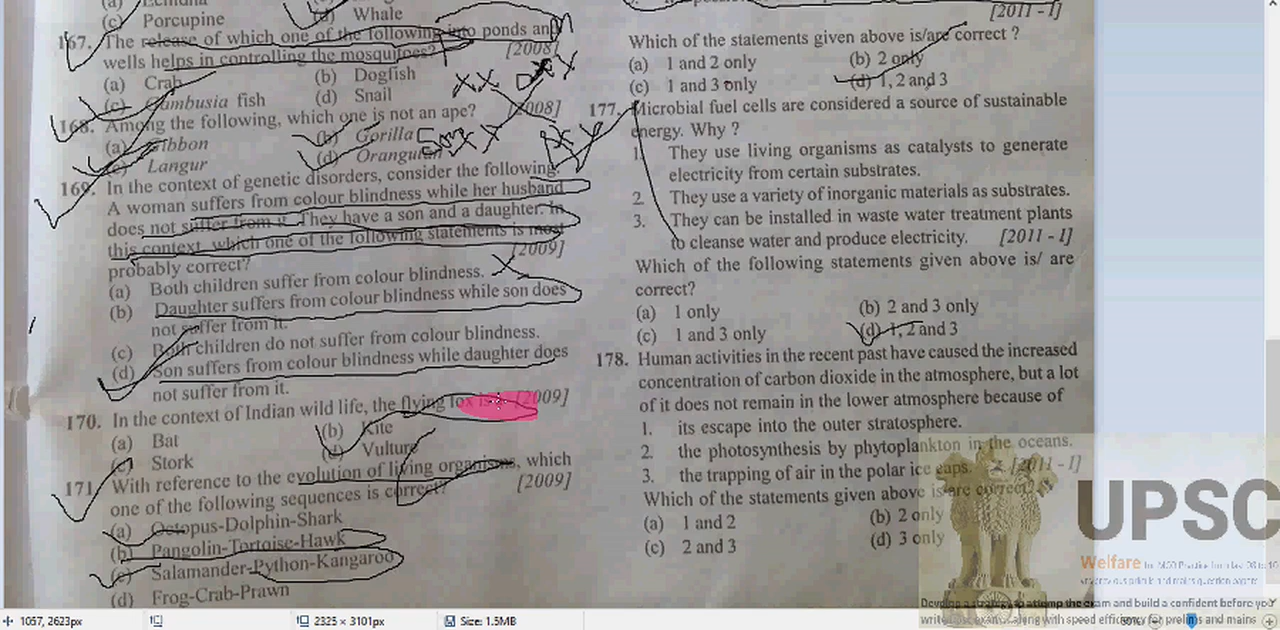 (a) Echidna
(c) Porcupine
(d) Whale
167. The release of which one of the following into ponds and
wells helps in controlling the mosquitoes? [2008]
(a) Crab (b) Dogfish
(c) Gambusia fish (d) Snail
168. Among the following, which one is not an ape? [2008]
(a) Gibbon (b) Gorilla
(c) Langur (d) Orangutan
169. In the context of genetic disorders, consider the following:
A woman suffers from colour blindness while her husband
does not suffer from it. They have a son and a daughter. In
this context, which one of the following statements is most
probably correct? [2009]
(a) Both children suffer from colour blindness.
(b) Daughter suffers from colour blindness while son does
not suffer from it.
(c) Both children do not suffer from colour blindness.
(d) Son suffers from colour blindness while daughter does
not suffer from it.
170. In the context of Indian wild life, the flying fox is [2009]
(a) Bat (b) Kite
(c) Stork (d) Vulture
171. With reference to the evolution of living organisms, which
one of the following sequences is correct? [2009]
(a) Octopus-Dolphin-Shark
(b) Pangolin-Tortoise-Hawk
(c) Salamander-Python-Kangaroo
(d) Frog-Crab-Prawn
[2011 - I]
Which of the statements given above is/are correct ?
(a) 1 and 2 only (b) 2 only
(c) 1 and 3 only (d) 1, 2 and 3
177. Microbial fuel cells are considered a source of sustainable
energy. Why ?
1. They use living organisms as catalysts to generate
electricity from certain substrates.
2 They use a variety of inorganic materials as substrates.
3. They can be installed in waste water treatment plants
to cleanse water and produce electricity. [2011 - I]
Which of the following statements given above is/ are
correct?
(a) 1 only (b) 2 and 3 only
(c) 1 and 3 only (d) 1, 2 and 3
178. Human activities in the recent past have caused the increased
concentration of carbon dioxide in the atmosphere, but a lot
of it does not remain in the lower atmosphere because of
1. its escape into the outer stratosphere.
2. the photosynthesis by phytoplankton in the oceans.
3. the trapping of air in the polar ice caps. [2011 - I]
Which of the statements given above is/are correct?
(a) 1 and 2 (b) 2 only
(c) 2 and 3 (d) 3 only
UPSC
Welfare
1057, 2623px 2325 × 3101px Size: 1.5MB 50%